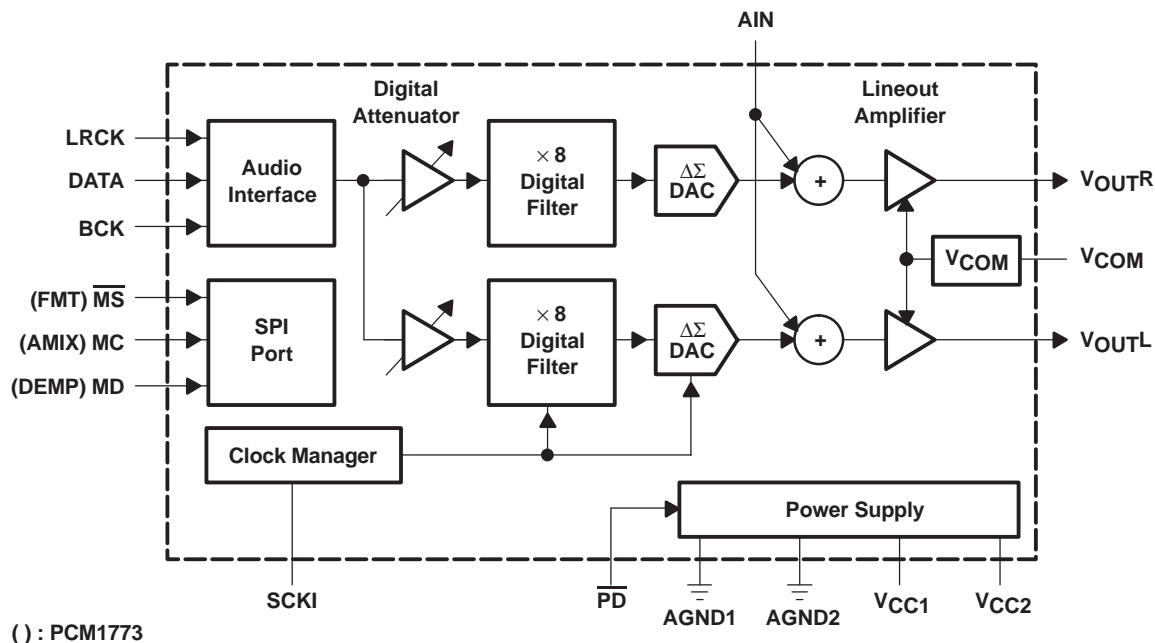 AIN
Digital
Attenuator
Lineout
Amplifier
LRCK
DATA
BCK
Audio
Interface
× 8
Digital
Filter
ΔΣ
DAC
+
VOUTR
VCOM
VCOM
(FMT) M̅S̅
(AMIX) MC
(DEMP) MD
SPI
Port
× 8
Digital
Filter
ΔΣ
DAC
+
VOUTL
Clock Manager
Power Supply
SCKI
P̅D̅
AGND1
AGND2
VCC1
VCC2
( ) : PCM1773